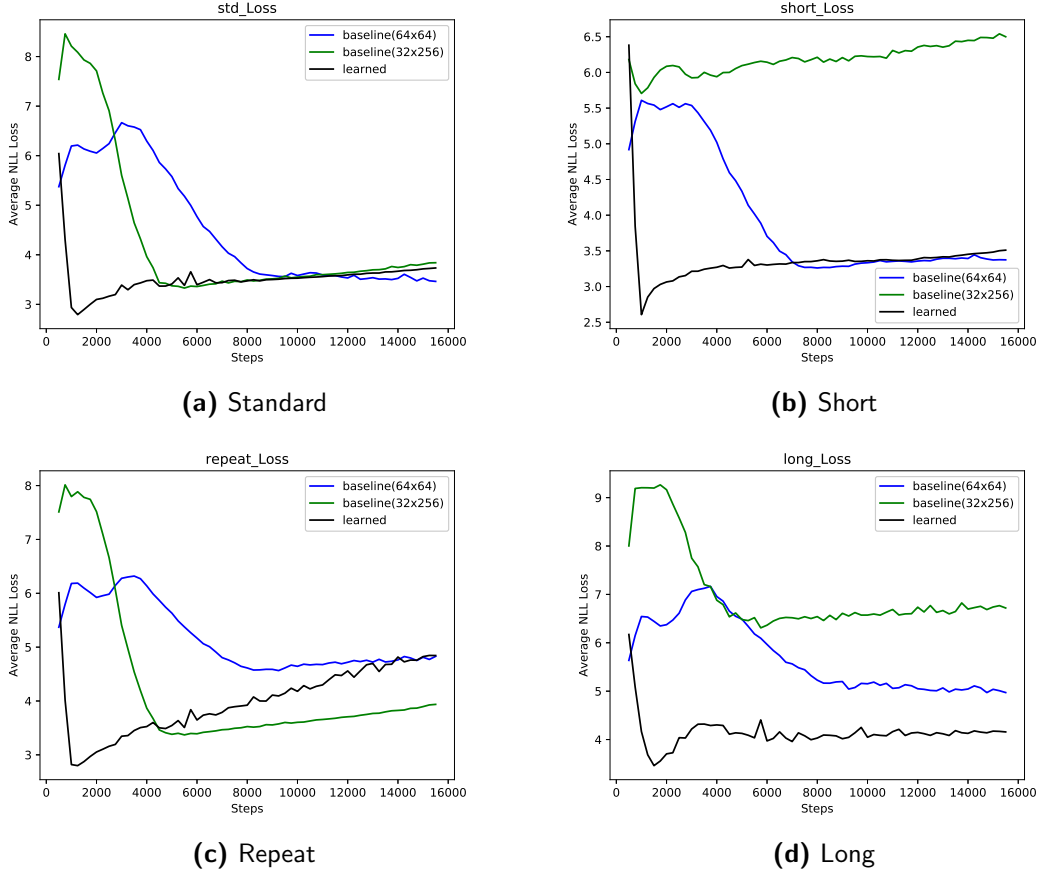 std_Loss
Average NLL Loss
8
7
6
5
4
3
0 2000 4000 6000 8000 10000 12000 14000 16000
Steps
baseline(64x64)
baseline(32x256)
learned
(a) Standard
short_Loss
Average NLL Loss
6.5
6.0
5.5
5.0
4.5
4.0
3.5
3.0
2.5
0 2000 4000 6000 8000 10000 12000 14000 16000
Steps
baseline(64x64)
baseline(32x256)
learned
(b) Short
repeat_Loss
Average NLL Loss
8
7
6
5
4
3
0 2000 4000 6000 8000 10000 12000 14000 16000
Steps
baseline(64x64)
baseline(32x256)
learned
(c) Repeat
long_Loss
Average NLL Loss
9
8
7
6
5
4
0 2000 4000 6000 8000 10000 12000 14000 16000
Steps
baseline(64x64)
baseline(32x256)
learned
(d) Long